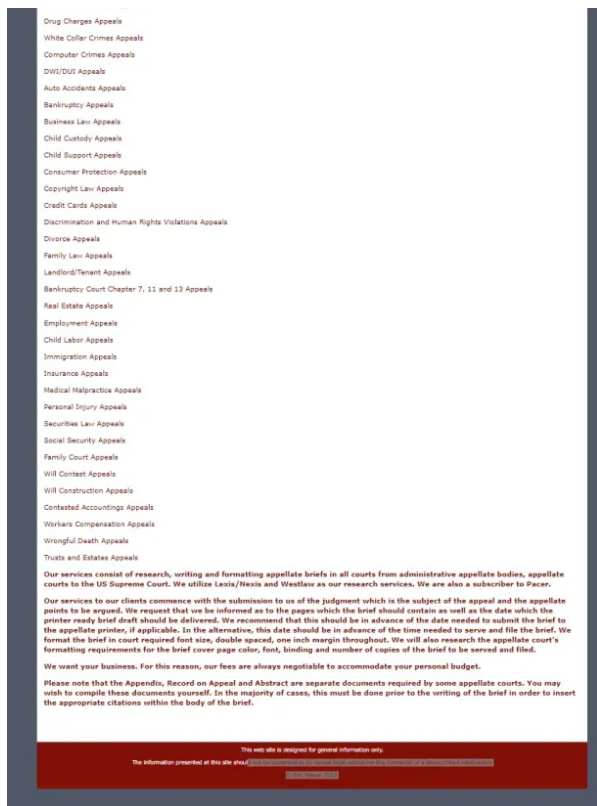 Drug Charges Appeals
White Collar Crimes Appeals
Computer Crimes Appeals
DWI/DUI Appeals
Auto Accidents Appeals
Bankruptcy Appeals
Business Law Appeals
Child Custody Appeals
Child Support Appeals
Consumer Protection Appeals
Copyright Law Appeals
Credit Cards Appeals
Discrimination and Human Rights Violations Appeals
Divorce Appeals
Family Law Appeals
Landlord/Tenant Appeals
Bankruptcy Court Chapter 7, 11 and 13 Appeals
Real Estate Appeals
Employment Appeals
Child Labor Appeals
Immigration Appeals
Insurance Appeals
Medical Malpractice Appeals
Personal Injury Appeals
Securities Law Appeals
Social Security Appeals
Family Court Appeals
Will Contest Appeals
Will Construction Appeals
Contested Accountings Appeals
Workers Compensation Appeals
Wrongful Death Appeals
Trusts and Estates Appeals
Our services consist of research, writing and formatting appellate briefs in all courts from administrative appellate bodies, appellate
courts to the US Supreme Court. We utilize Lexis/Nexis and Westlaw as our research services. We are also a subscriber to Pacer.
Our services to our clients commence with the submission to us of the judgment which is the subject of the appeal and the appellate
points to be argued. We request that we be informed as to the pages which the brief should contain as well as the date which the
printer ready brief draft should be delivered. We recommend that this should be in advance of the date needed to submit the brief to
the appellate printer, if applicable. In the alternative, this date should be in advance of the time needed to serve and file the brief. We
format the brief in court required font size, double spaced, one inch margin throughout. We will also research the appellate court's
formatting requirements for the brief cover page color, font, binding and number of copies of the brief to be served and filed.
We want your business. For this reason, our fees are always negotiable to accommodate your personal budget.
Please note that the Appendix, Record on Appeal and Abstract are separate documents required by some appellate courts. You may
wish to compile these documents yourself. In the majority of cases, this must be done prior to the writing of the brief in order to insert
the appropriate citations within the body of the brief.
This web site is designed for general information only.
The information presented at this site